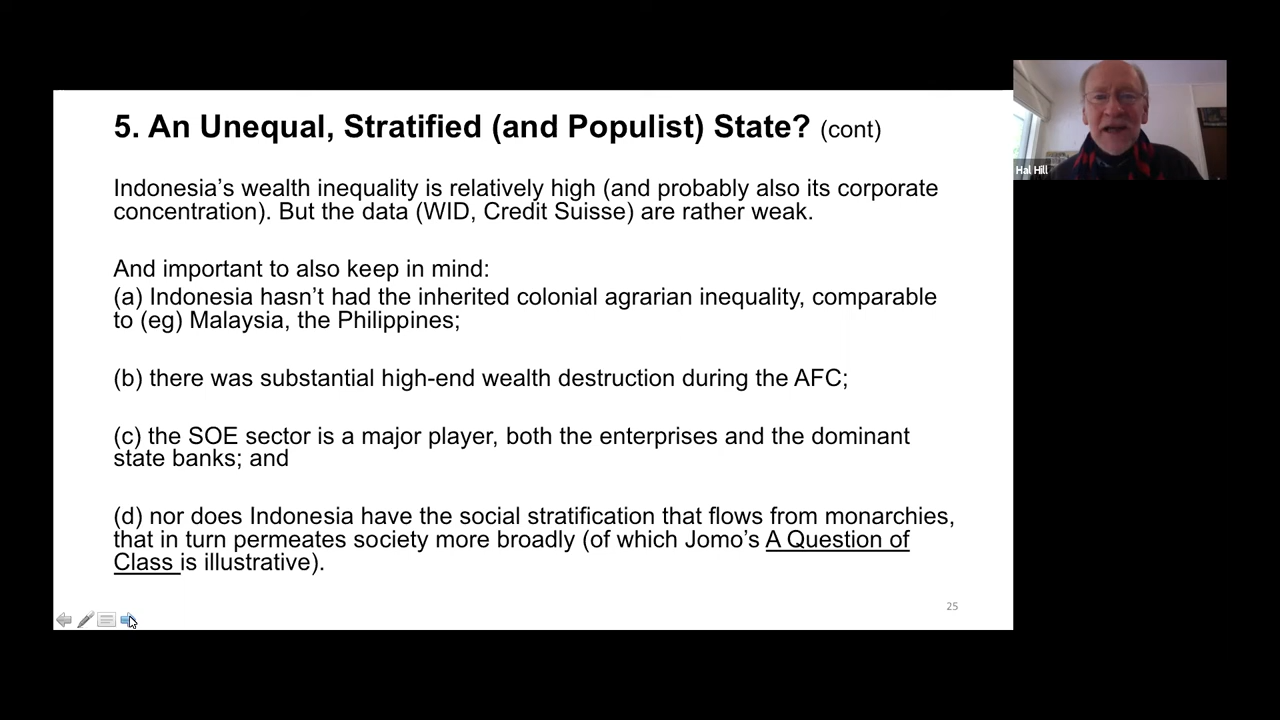 5. An Unequal, Stratified (and Populist) State? (cont)
Indonesia’s wealth inequality is relatively high (and probably also its corporate
concentration). But the data (WID, Credit Suisse) are rather weak.
And important to also keep in mind:
(a) Indonesia hasn’t had the inherited colonial agrarian inequality, comparable
to (eg) Malaysia, the Philippines;
(b) there was substantial high-end wealth destruction during the AFC;
(c) the SOE sector is a major player, both the enterprises and the dominant
state banks; and
(d) nor does Indonesia have the social stratification that flows from monarchies,
that in turn permeates society more broadly (of which Jomo’s A Question of
Class is illustrative).
25
Hal Hill